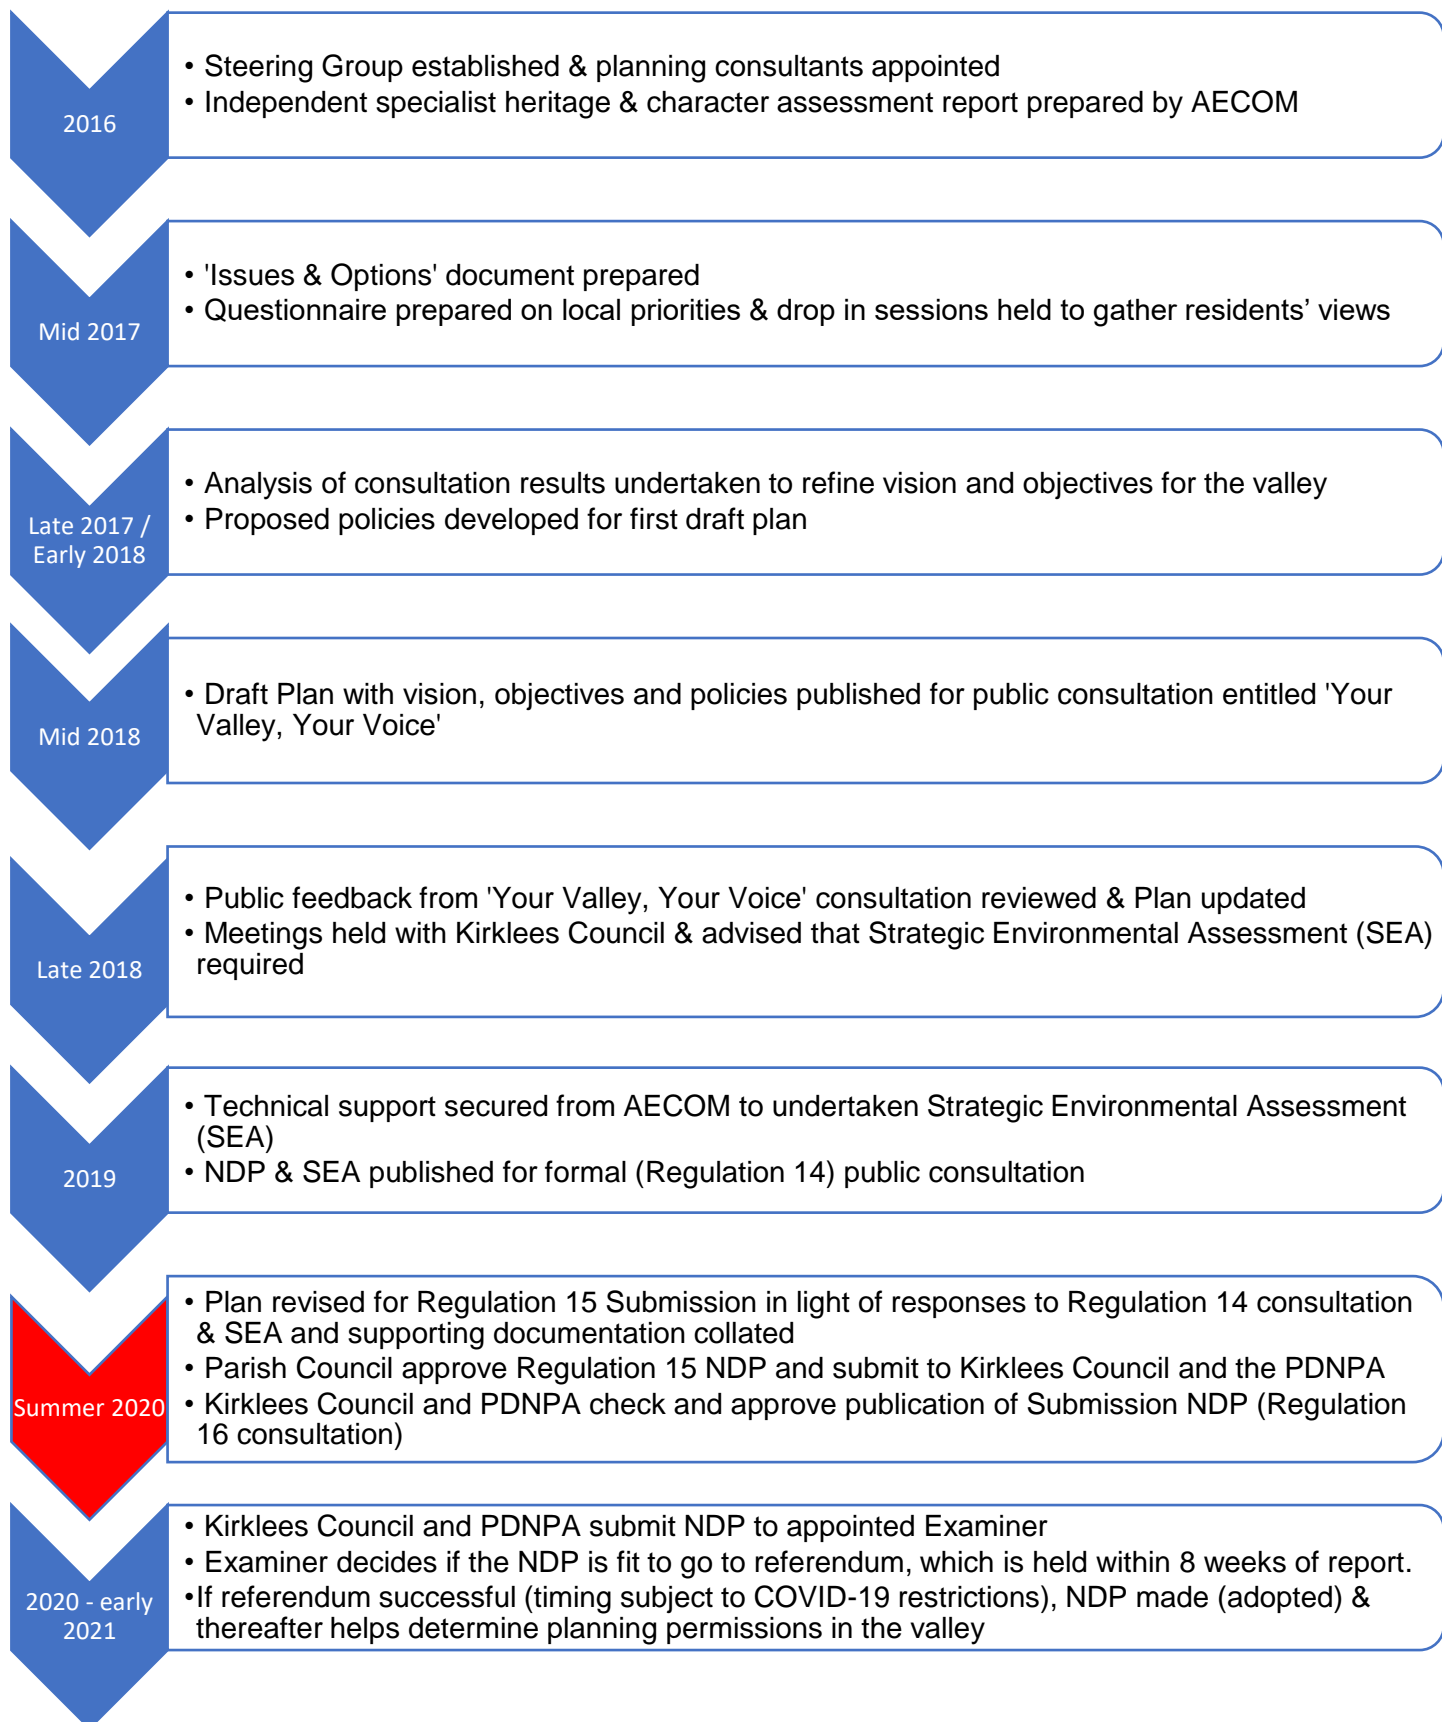 2016
• Steering Group established & planning consultants appointed
• Independent specialist heritage & character assessment report prepared by AECOM
Mid 2017
• 'Issues & Options' document prepared
• Questionnaire prepared on local priorities & drop in sessions held to gather residents’ views
Late 2017 /
Early 2018
• Analysis of consultation results undertaken to refine vision and objectives for the valley
• Proposed policies developed for first draft plan
Mid 2018
• Draft Plan with vision, objectives and policies published for public consultation entitled 'Your
Valley, Your Voice'
Late 2018
• Public feedback from 'Your Valley, Your Voice' consultation reviewed & Plan updated
• Meetings held with Kirklees Council & advised that Strategic Environmental Assessment (SEA)
required
2019
• Technical support secured from AECOM to undertaken Strategic Environmental Assessment
(SEA)
• NDP & SEA published for formal (Regulation 14) public consultation
Summer 2020
• Plan revised for Regulation 15 Submission in light of responses to Regulation 14 consultation
& SEA and supporting documentation collated
• Parish Council approve Regulation 15 NDP and submit to Kirklees Council and the PDNPA
• Kirklees Council and PDNPA check and approve publication of Submission NDP (Regulation
16 consultation)
2020 - early
2021
• Kirklees Council and PDNPA submit NDP to appointed Examiner
• Examiner decides if the NDP is fit to go to referendum, which is held within 8 weeks of report.
•If referendum successful (timing subject to COVID-19 restrictions), NDP made (adopted) &
thereafter helps determine planning permissions in the valley